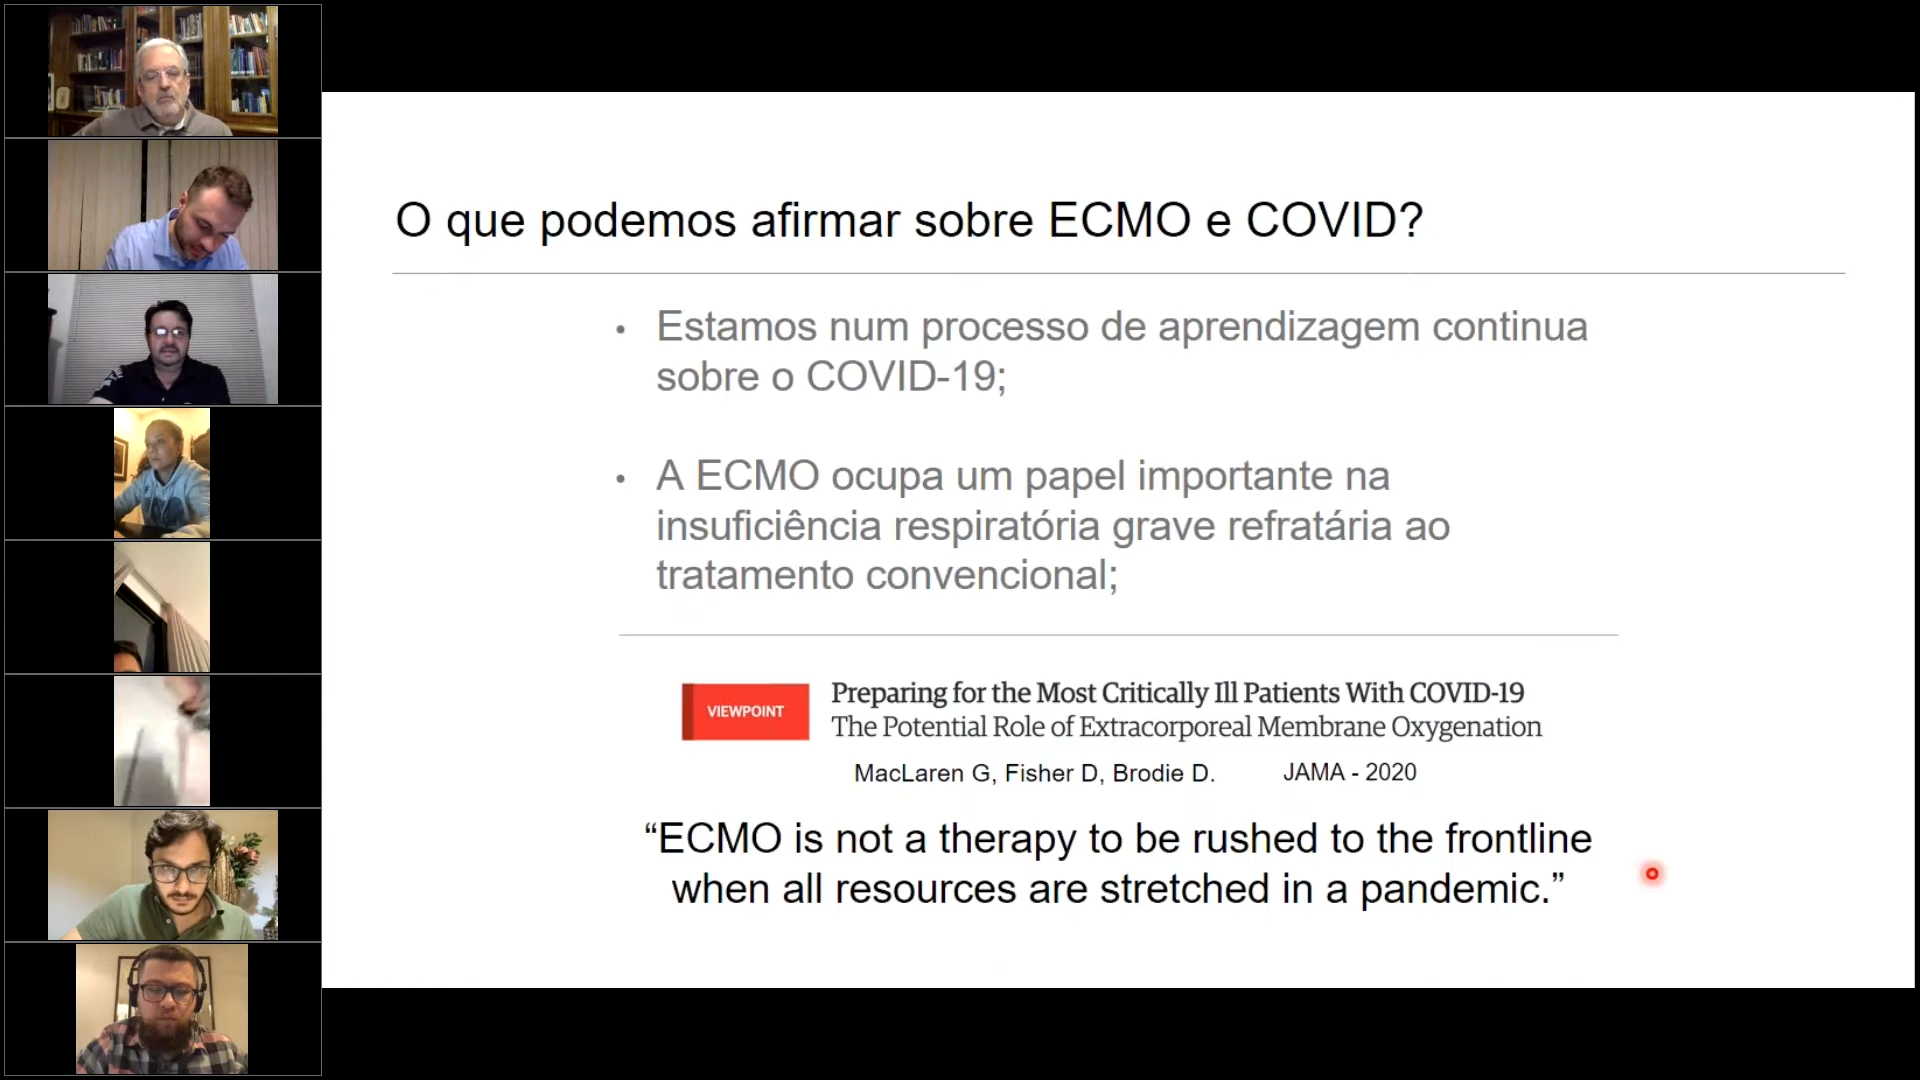 O que podemos afirmar sobre ECMO e COVID?
• Estamos num processo de aprendizagem continua
sobre o COVID-19;
• A ECMO ocupa um papel importante na
insuficiência respiratória grave refratária ao
tratamento convencional;
VIEWPOINT
Preparing for the Most Critically Ill Patients With COVID-19
The Potential Role of Extracorporeal Membrane Oxygenation
MacLaren G, Fisher D, Brodie D. JAMA - 2020
“ECMO is not a therapy to be rushed to the frontline
when all resources are stretched in a pandemic.”